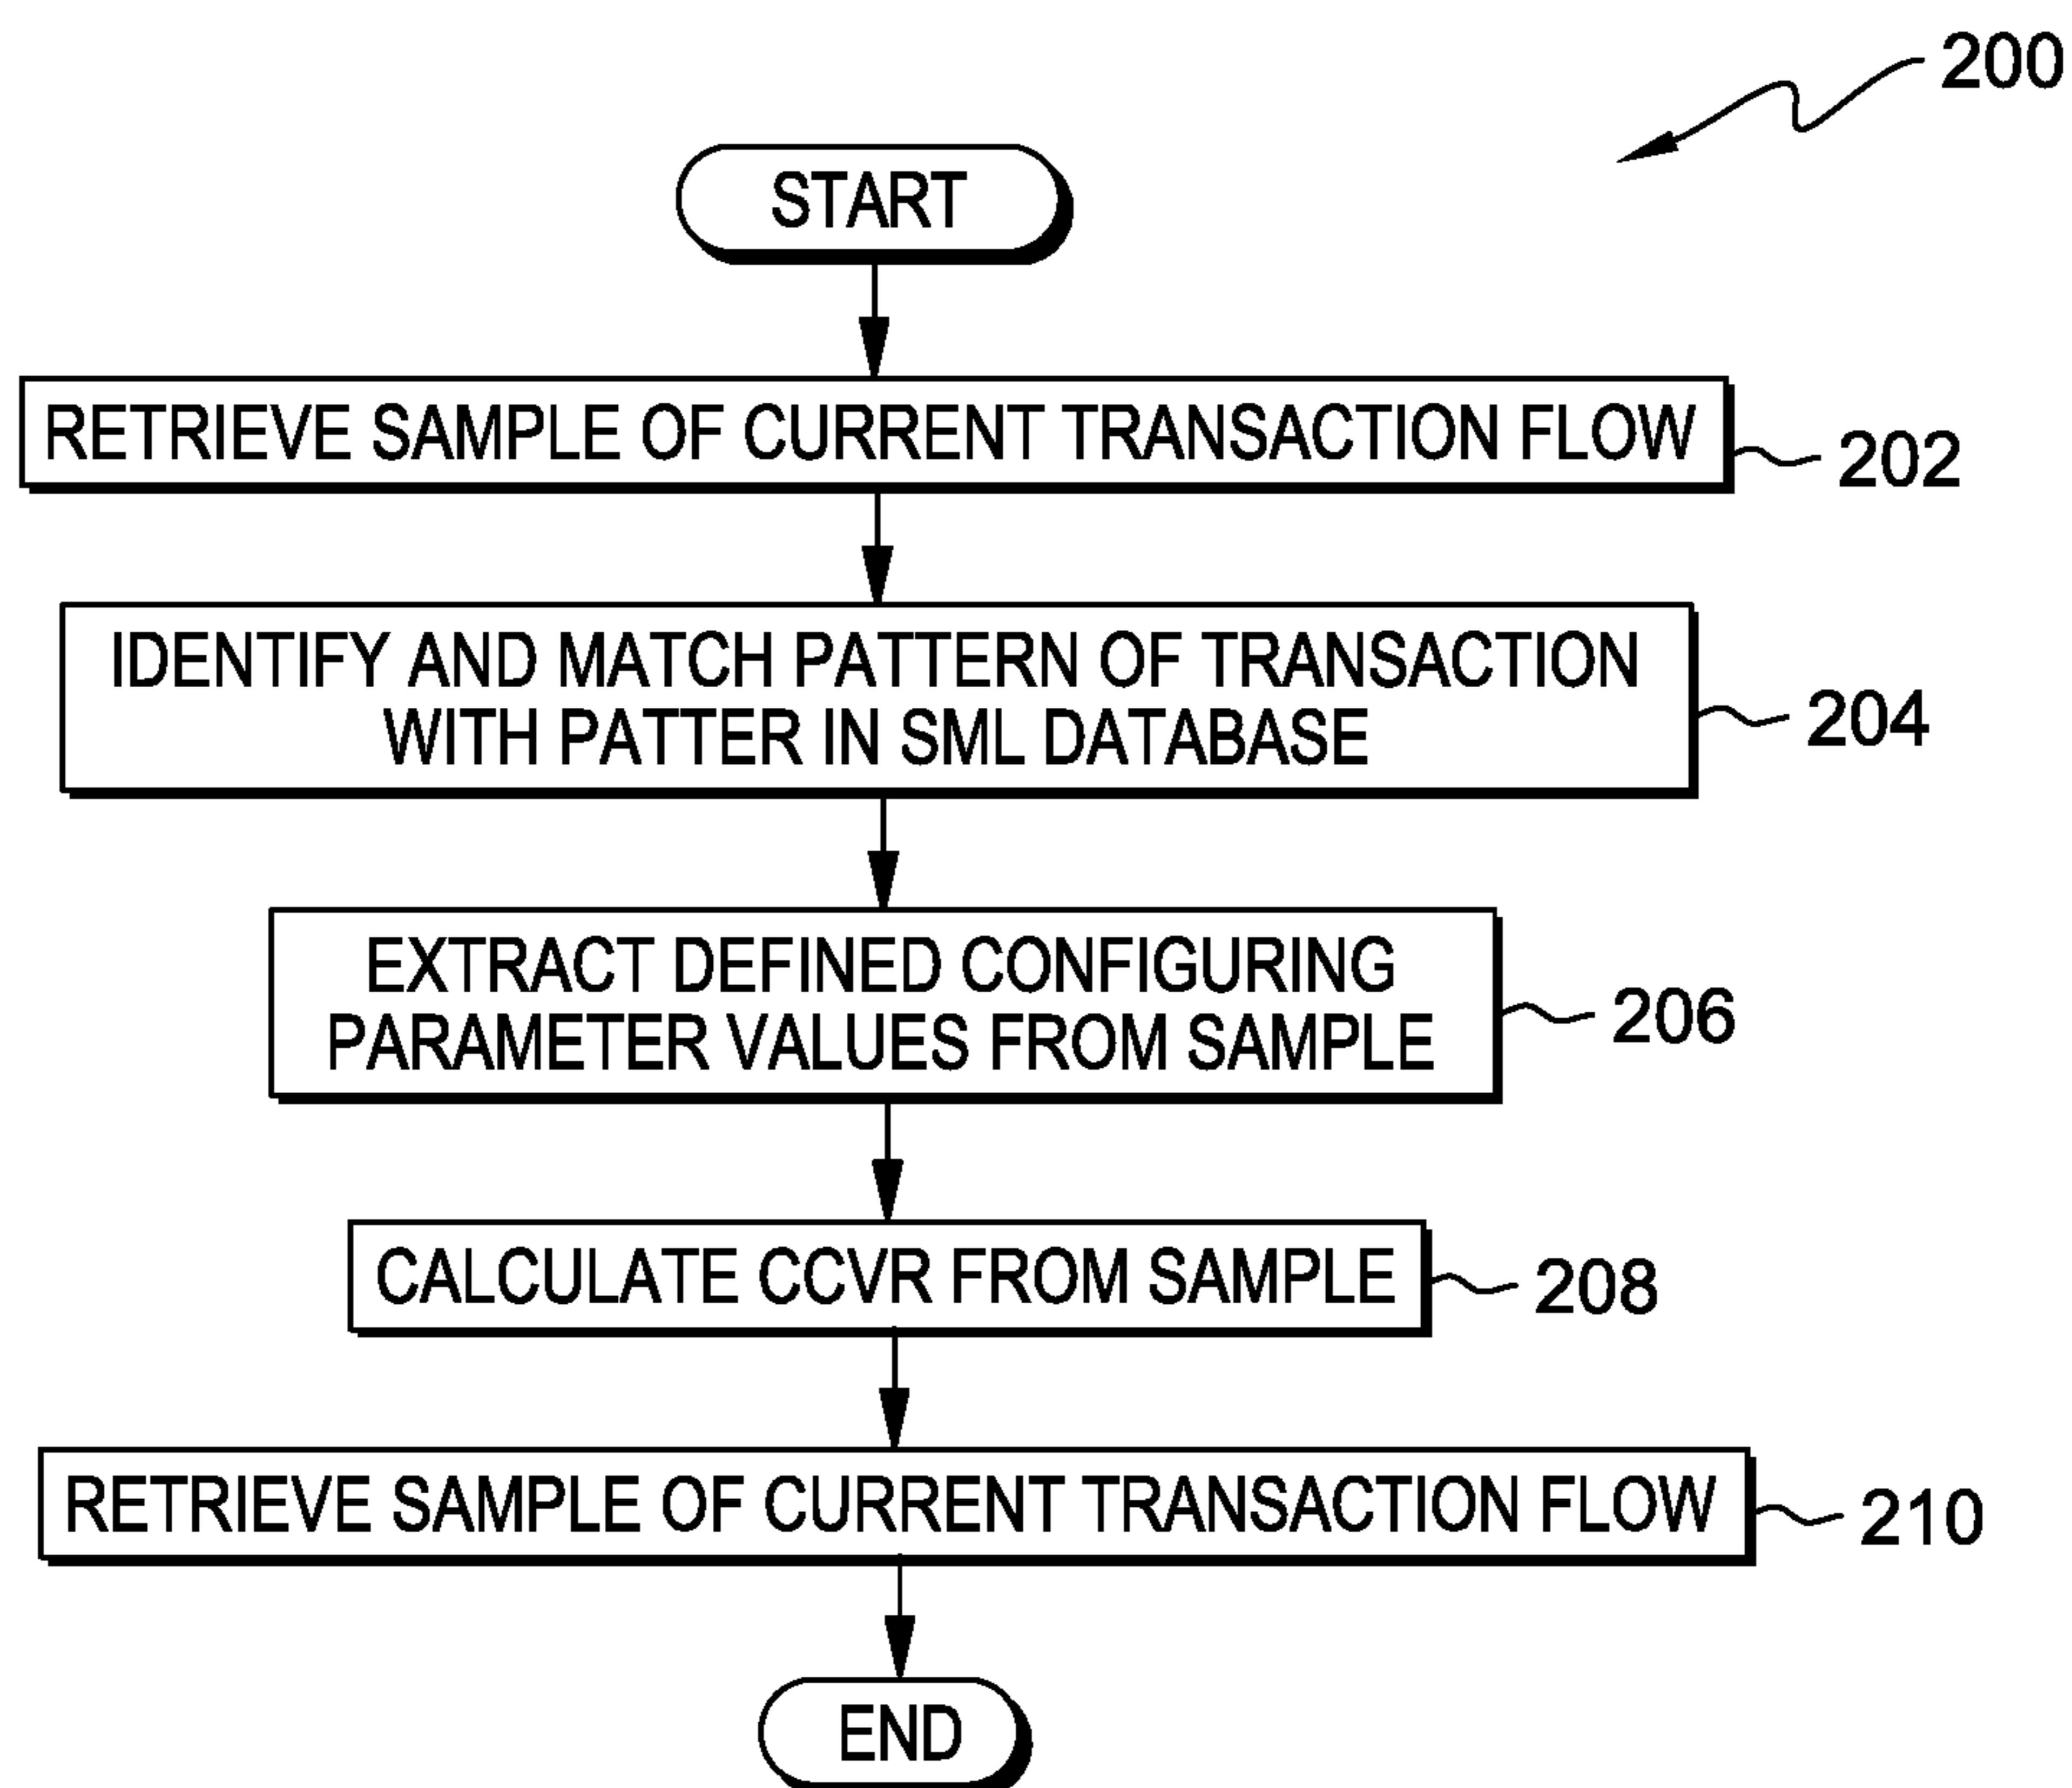 200
START
RETRIEVE SAMPLE OF CURRENT TRANSACTION FLOW
202
IDENTIFY AND MATCH PATTERN OF TRANSACTION
WITH PATTER IN SML DATABASE
204
EXTRACT DEFINED CONFIGURING
PARAMETER VALUES FROM SAMPLE
206
CALCULATE CCVR FROM SAMPLE
208
RETRIEVE SAMPLE OF CURRENT TRANSACTION FLOW
210
END